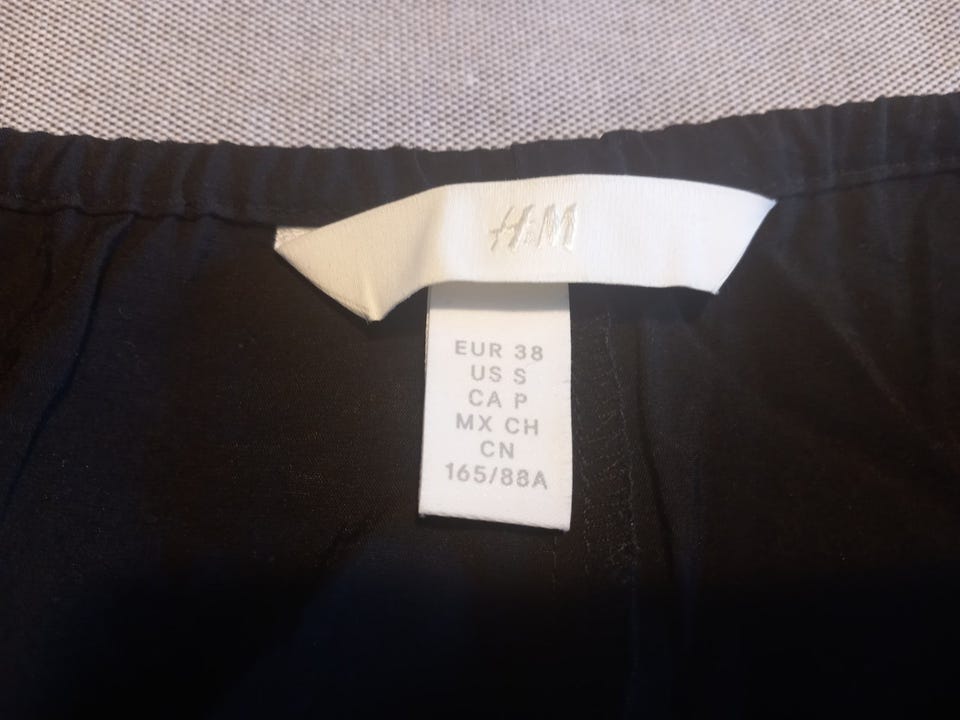 H&M
EUR 38
US S
CA P
MX CH
CN
165/88A